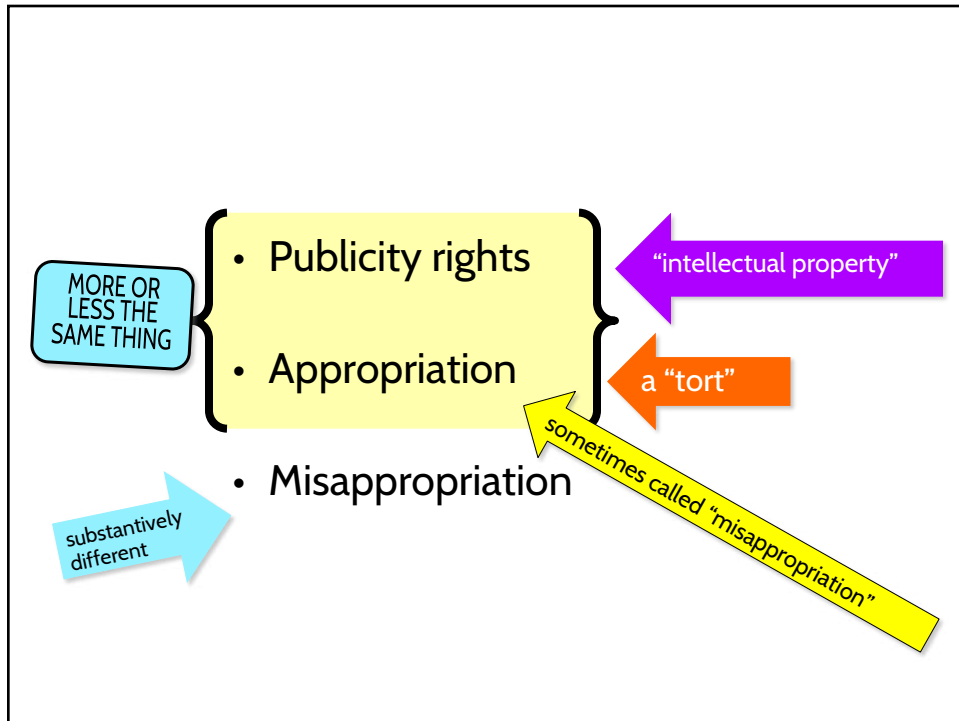 • Publicity rights
“intellectual property”
MORE OR
LESS THE
SAME THING
• Appropriation
a “tort”
sometimes called “misappropriation”
• Misappropriation
substantively
different